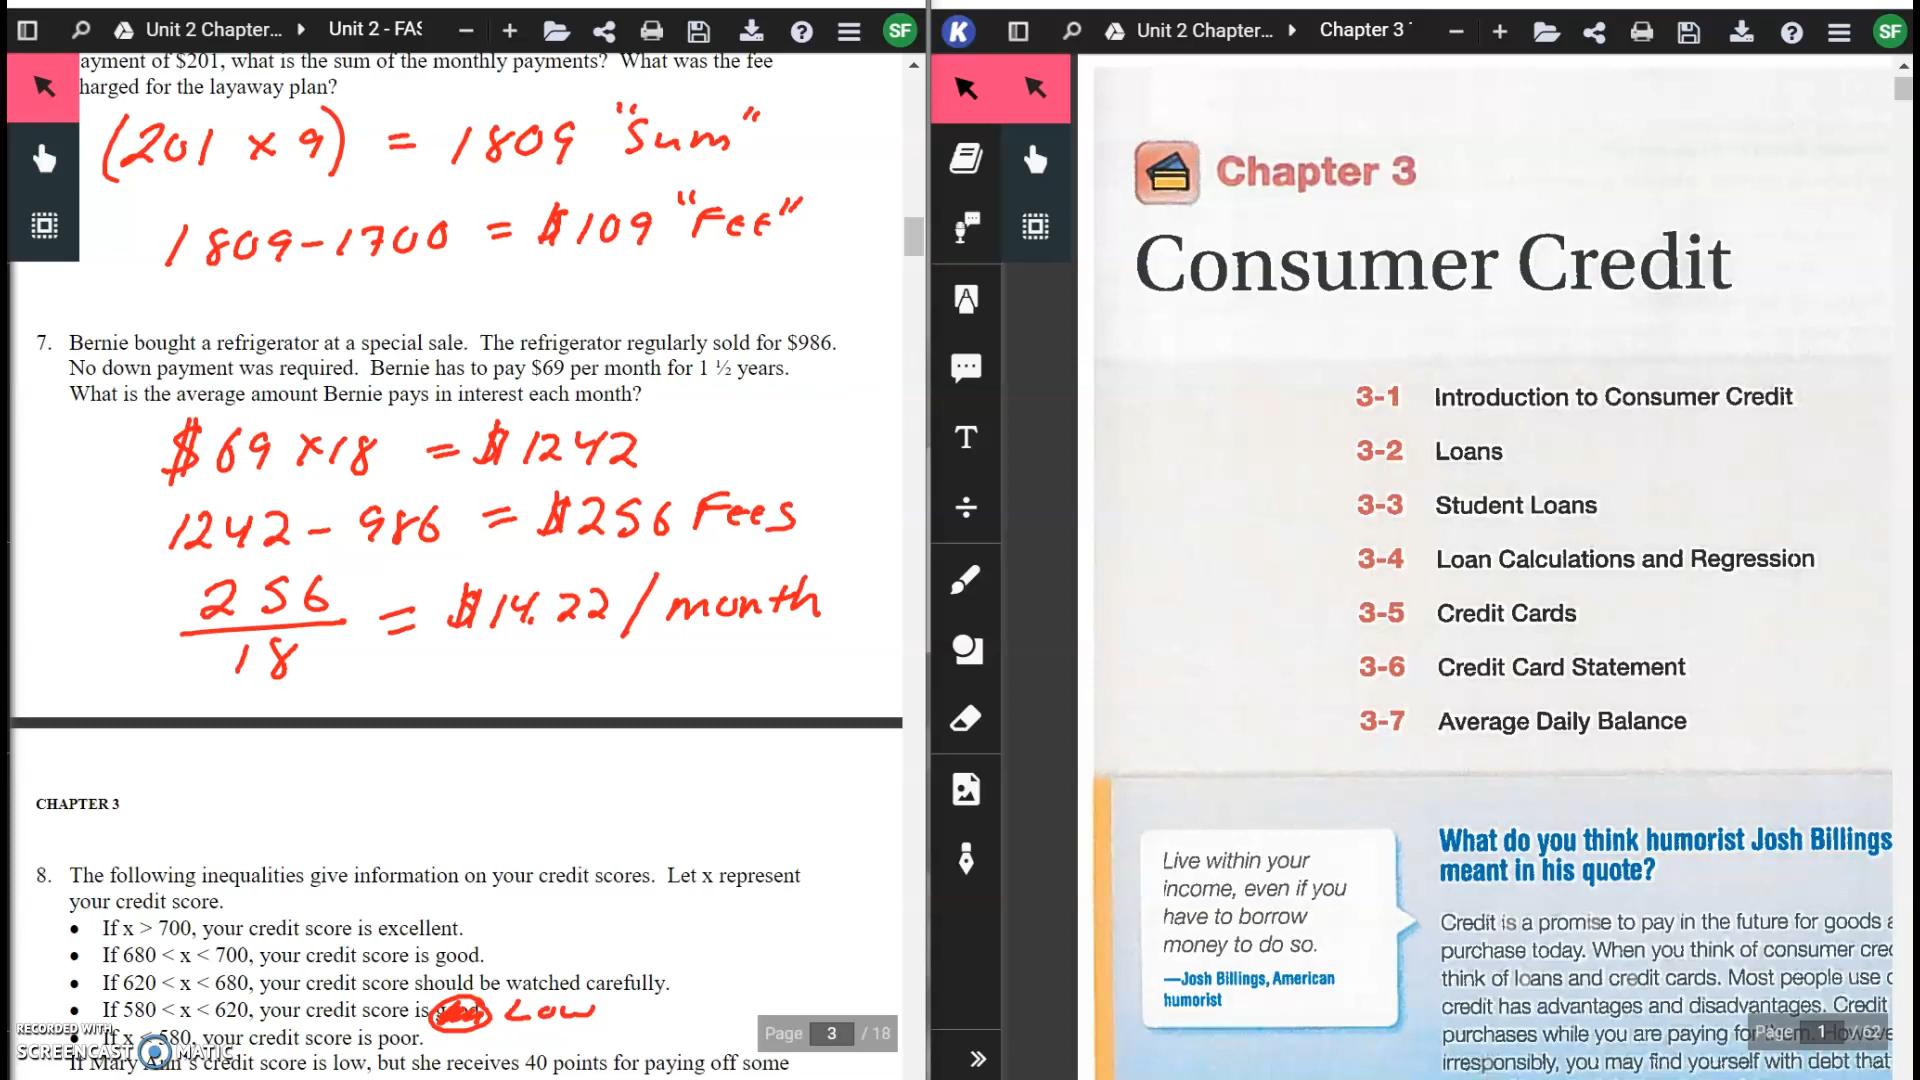 Unit 2 Chapter... Unit 2 - FAS SF
ayment of $201, what is the sum of the monthly payments? What was the fee
harged for the layaway plan?
(201 x 9) = 1809 "Sum"
1809 - 1700 = $109 "Fee"
7. Bernie bought a refrigerator at a special sale. The refrigerator regularly sold for $986.
No down payment was required. Bernie has to pay $69 per month for 1 ½ years.
What is the average amount Bernie pays in interest each month?
$69 x 18 = $1242
1242 - 986 = $256 Fees
256
18
= $14.22 / month
CHAPTER 3
8. The following inequalities give information on your credit scores. Let x represent
your credit score.
• If x > 700, your credit score is excellent.
• If 680 < x < 700, your credit score is good.
• If 620 < x < 680, your credit score should be watched carefully.
• If 580 < x < 620, your credit score is Low
• If x < 580, your credit score is poor.
If Mary Ann's credit score is low, but she receives 40 points for paying off some
Page 3 / 18
RECORDED WITH
SCREENCAST MATIC
K Unit 2 Chapter... Chapter 3 SF
Chapter 3
Consumer Credit
3-1 Introduction to Consumer Credit
3-2 Loans
3-3 Student Loans
3-4 Loan Calculations and Regression
3-5 Credit Cards
3-6 Credit Card Statement
3-7 Average Daily Balance
Live within your
income, even if you
have to borrow
money to do so.
—Josh Billings, American
humorist
What do you think humorist Josh Billings
meant in his quote?
Credit is a promise to pay in the future for goods a
purchase today. When you think of consumer cre
think of loans and credit cards. Most people use c
credit has advantages and disadvantages. Credit
purchases while you are paying for them. Howeve
irresponsibly, you may find yourself with debt that
Page 1 / 62